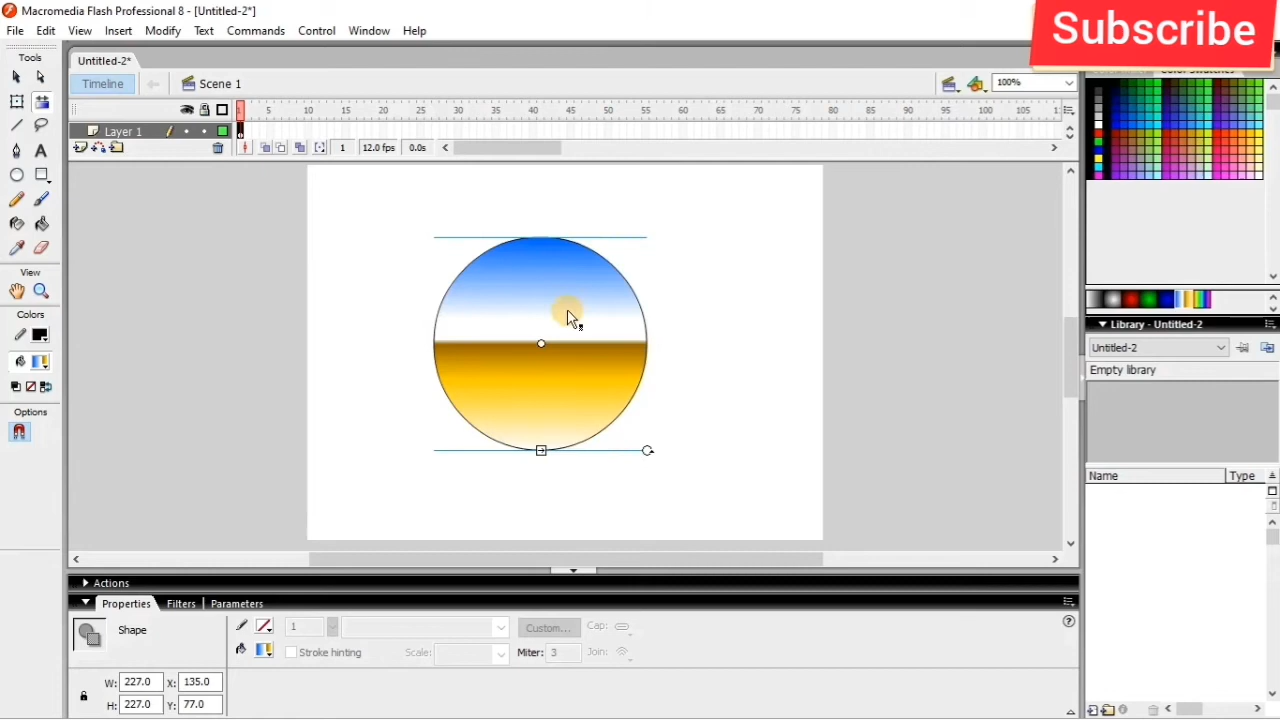 Macromedia Flash Professional 8 - [Untitled-2*]
Subscribe
File Edit View Insert Modify Text Commands Control Window Help
Tools
Untitled-2*
Color Swatches
Timeline
Scene 1
100%
5 10 15 20 25 30 35 40 45 50 55 60 65 70 75 80 85 90 95 100 105
Layer 1
1 12.0 fps 0.0s
View
Colors
Options
Library - Untitled-2
Untitled-2
Empty library
Name Type
Actions
Properties Filters Parameters
Shape
1
Custom...
Cap:
Stroke hinting
Scale:
Miter: 3
Join:
W: 227.0 X: 135.0
H: 227.0 Y: 77.0